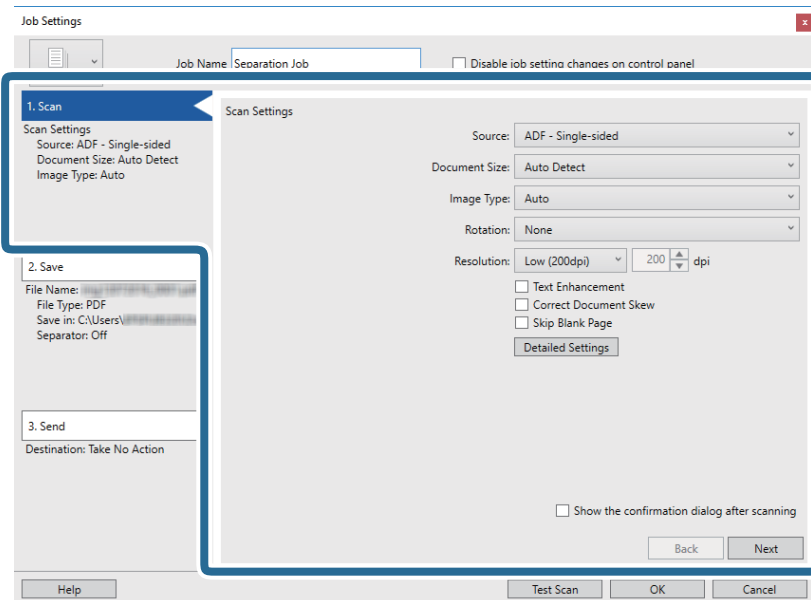 Job Settings
x
Job Name Separation Job Disable job setting changes on control panel
1. Scan
Scan Settings
Source: ADF - Single-sided
Document Size: Auto Detect
Image Type: Auto
2. Save
File Name:
File Type: PDF
Save in: C:\Users\
Separator: Off
3. Send
Destination: Take No Action
Scan Settings
Source: ADF - Single-sided
Document Size: Auto Detect
Image Type: Auto
Rotation: None
Resolution: Low (200dpi) 200 dpi
Text Enhancement
Correct Document Skew
Skip Blank Page
Detailed Settings
Show the confirmation dialog after scanning
Back Next
Help Test Scan OK Cancel